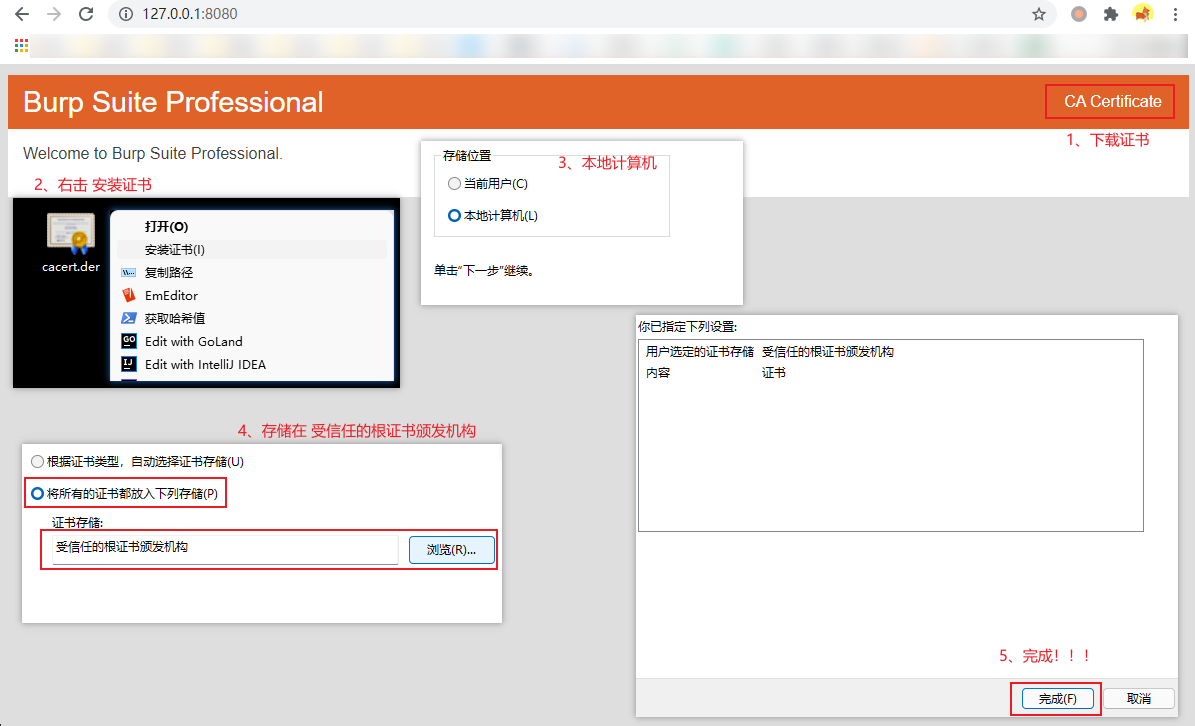 127.0.0.1:8080
Burp Suite Professional
CA Certificate
Welcome to Burp Suite Professional.
1、下载证书
2、右击 安装证书
cacert.der
打开(O)
安装证书(I)
复制路径
EmEditor
获取哈希值
GO
Edit with GoLand
IJ
Edit with IntelliJ IDEA
存储位置
3、本地计算机
当前用户(C)
本地计算机(L)
单击“下一步”继续。
4、存储在 受信任的根证书颁发机构
根据证书类型，自动选择证书存储(U)
将所有的证书都放入下列存储(P)
证书存储:
受信任的根证书颁发机构
浏览(R)...
你已指定下列设置:
用户选定的证书存储 受信任的根证书颁发机构
内容 证书
5、完成！！！
完成(F)
取消